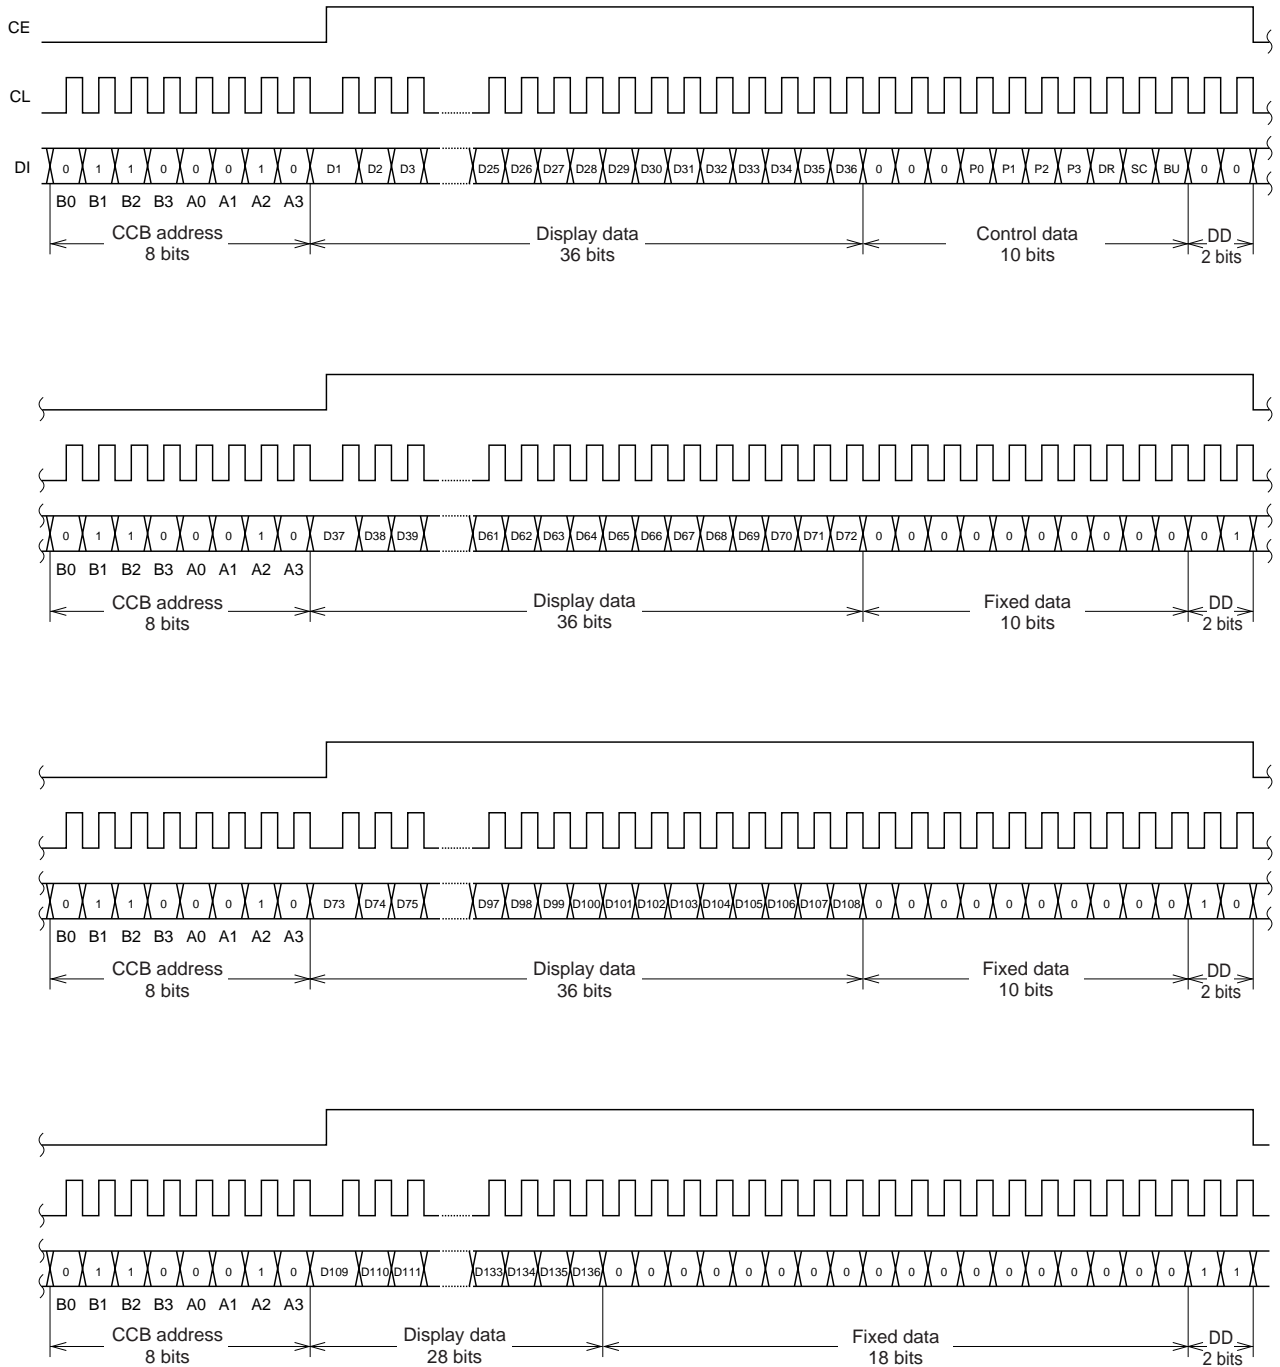 CE
CL
DI 0 1 1 0 0 0 1 0 D1 D2 D3 D25 D26 D27 D28 D29 D30 D31 D32 D33 D34 D35 D36 0 0 0 P0 P1 P2 P3 DR SC BU 0 0
B0 B1 B2 B3 A0 A1 A2 A3
CCB address Display data Control data DD
8 bits 36 bits 10 bits 2 bits
0 1 1 0 0 0 1 0 D37 D38 D39 D61 D62 D63 D64 D65 D66 D67 D68 D69 D70 D71 D72 0 0 0 0 0 0 0 0 0 0 0 1
B0 B1 B2 B3 A0 A1 A2 A3
CCB address Display data Fixed data DD
8 bits 36 bits 10 bits 2 bits
0 1 1 0 0 0 1 0 D73 D74 D75 D97 D98 D99 D100 D101 D102 D103 D104 D105 D106 D107 D108 0 0 0 0 0 0 0 0 0 0 1 0
B0 B1 B2 B3 A0 A1 A2 A3
CCB address Display data Fixed data DD
8 bits 36 bits 10 bits 2 bits
0 1 1 0 0 0 1 0 D109 D110 D111 D133 D134 D135 D136 0 0 0 0 0 0 0 0 0 0 0 0 0 0 0 0 0 0 1 1
B0 B1 B2 B3 A0 A1 A2 A3
CCB address Display data Fixed data DD
8 bits 28 bits 18 bits 2 bits